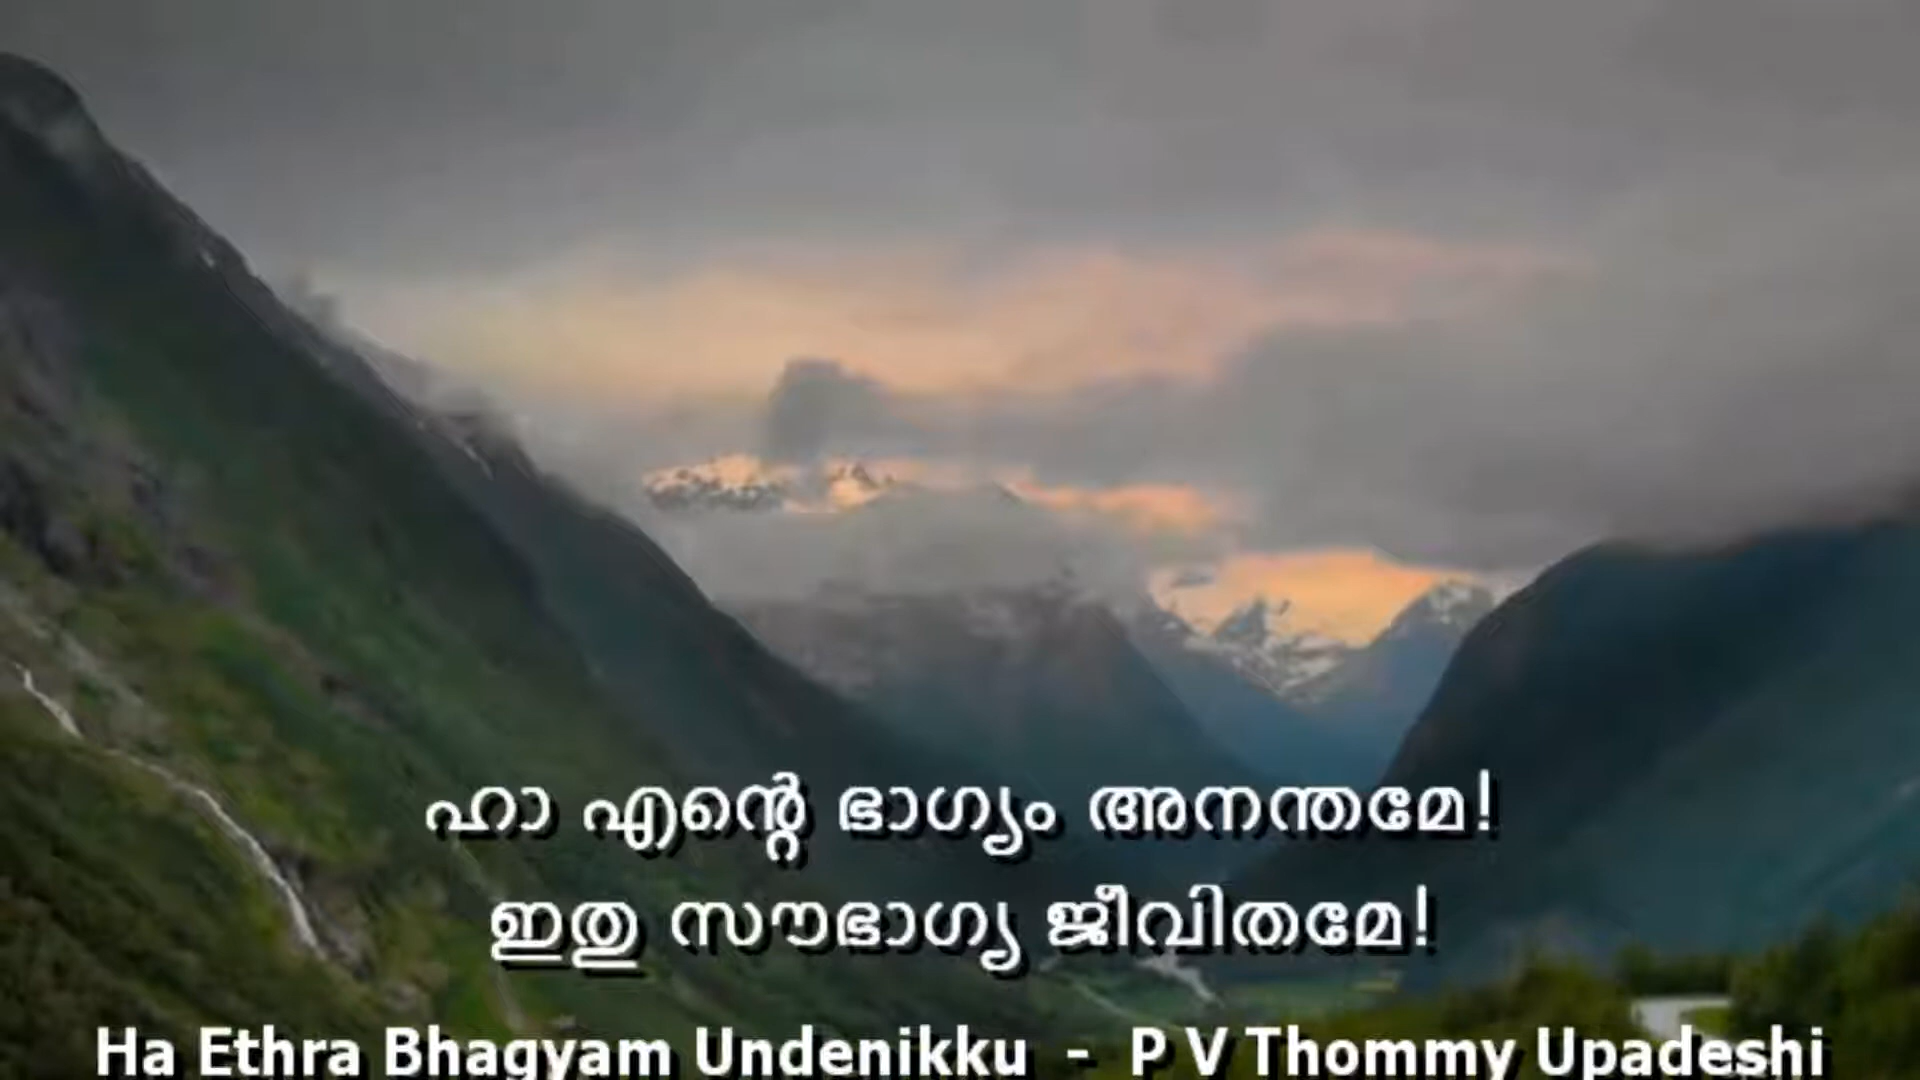 ഹാ എന്റെ ഭാഗ്യം അനന്തമേ!
ഇതു സൗഭാഗ്യ ജീവിതമേ!
Ha Ethra Bhagyam Undenikku - P V Thommy Upadeshi